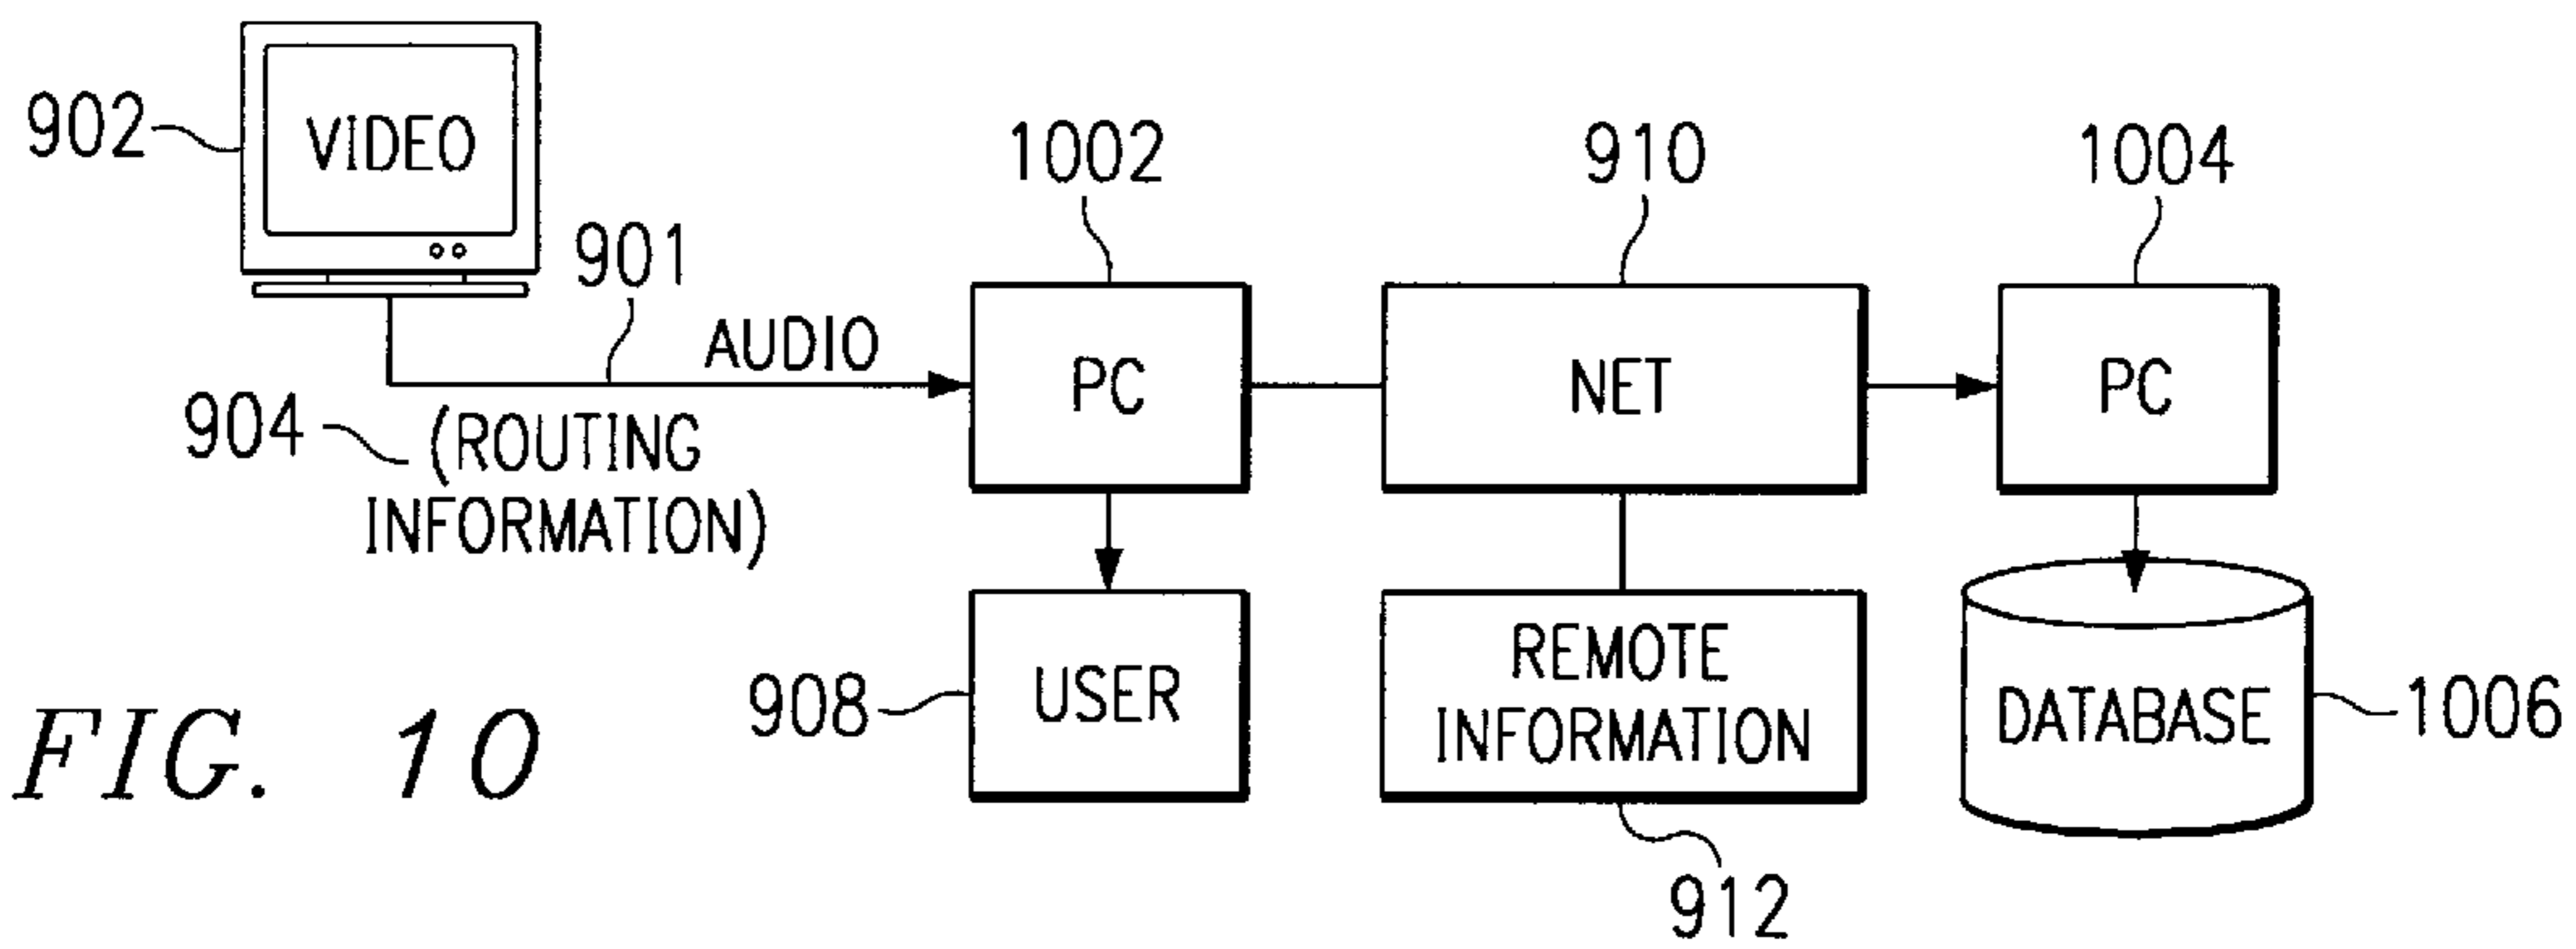 902
VIDEO
901
AUDIO
904
(ROUTING
INFORMATION)
1002
PC
910
NET
1004
PC
908
USER
REMOTE
INFORMATION
912
DATABASE
1006
FIG. 10